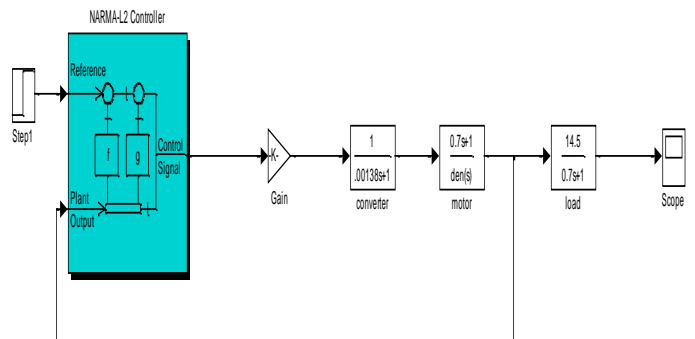 NARMA-L2 Controller
Reference
Step1
f
g
Control
Signal
Plant
Output
-K-
Gain
1
.00138s+1
converter
0.7s+1
den(s)
motor
14.5
0.7s+1
load
Scope